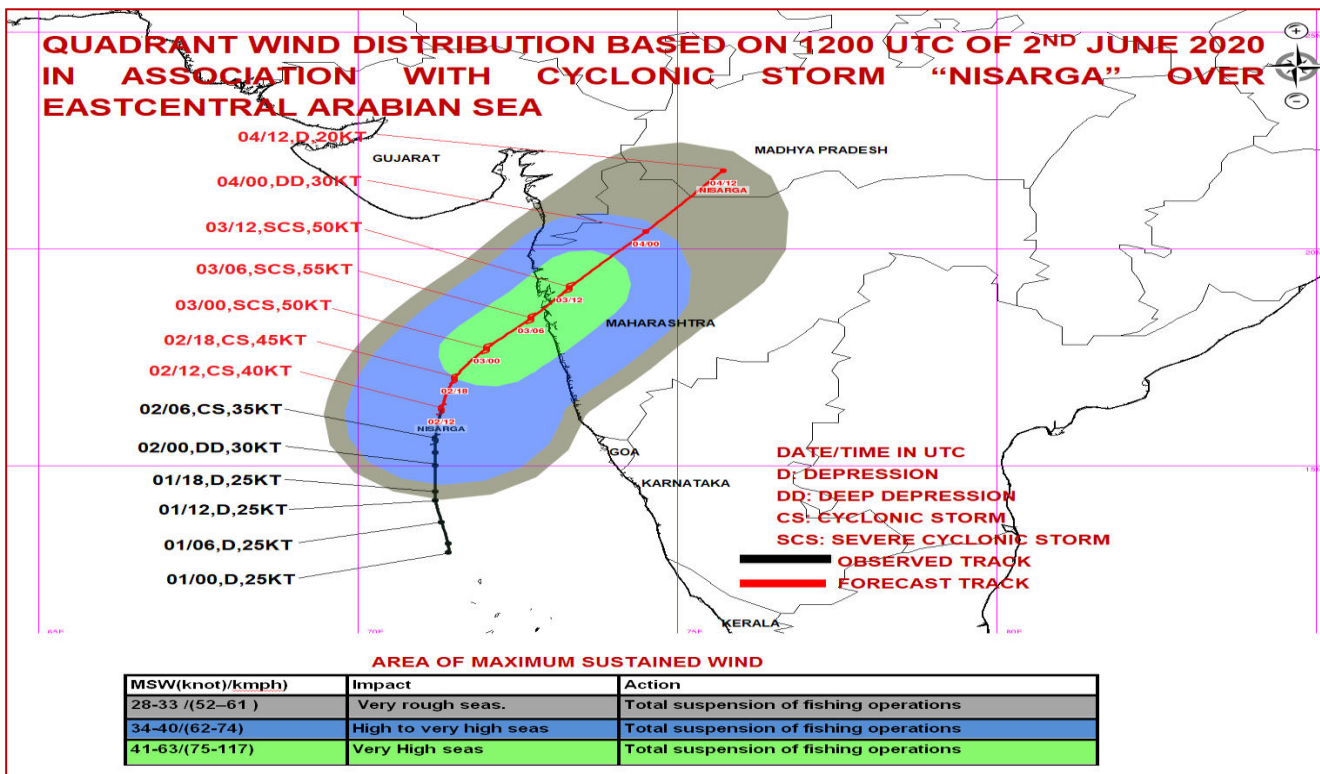 QUADRANT WIND DISTRIBUTION BASED ON 1200 UTC OF 2ND JUNE 2020
IN ASSOCIATION WITH CYCLONIC STORM “NISARGA” OVER
EASTCENTRAL ARABIAN SEA
04/12,D,20KT
MADHYA PRADESH
GUJARAT
04/00,DD,30KT
04/12
NISARGA
03/12,SCS,50KT
04/00
03/06,SCS,55KT
03/12
03/00,SCS,50KT
MAHARASHTRA
03/06
02/18,CS,45KT
03/00
02/12,CS,40KT
02/18
02/06,CS,35KT
02/12
NISARGA
02/00,DD,30KT
GOA
01/18,D,25KT
KARNATAKA
01/12,D,25KT
01/06,D,25KT
01/00,D,25KT
DATE/TIME IN UTC
D: DEPRESSION
DD: DEEP DEPRESSION
CS: CYCLONIC STORM
SCS: SEVERE CYCLONIC STORM
OBSERVED TRACK
FORECAST TRACK
KERALA
65E 70E 75E 80E
AREA OF MAXIMUM SUSTAINED WIND
MSW(knot)/kmph) Impact Action
28-33 /(52–61 ) Very rough seas. Total suspension of fishing operations
34-40/(62-74) High to very high seas Total suspension of fishing operations
41-63/(75-117) Very High seas Total suspension of fishing operations